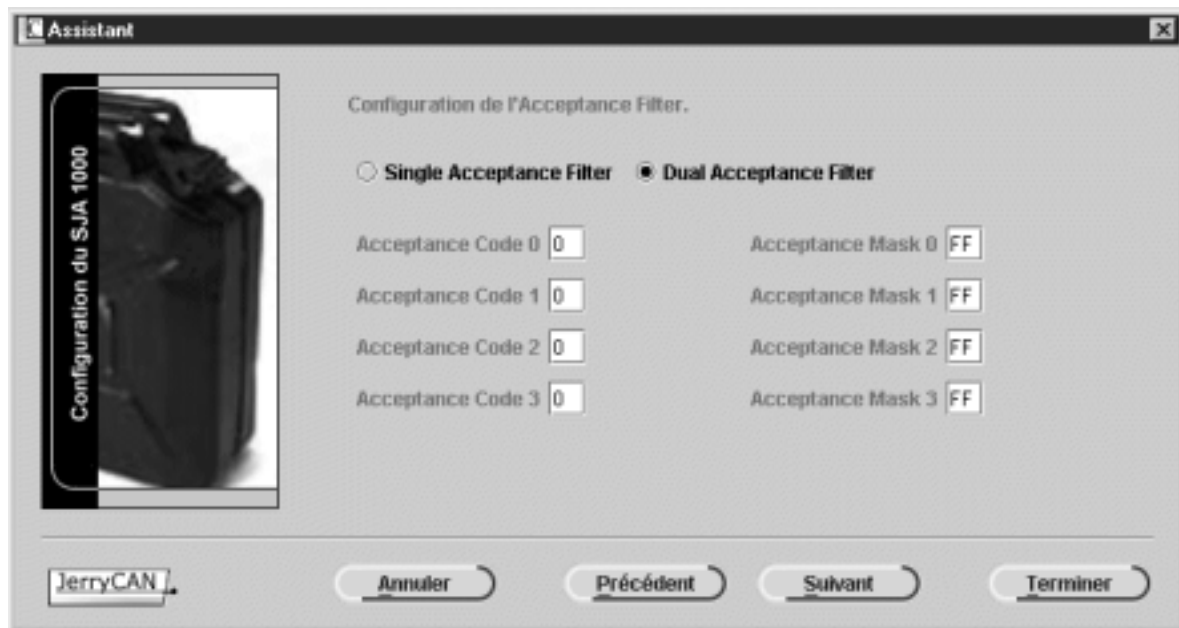 Assistant
Configuration du SJA 1000
Configuration de l'Acceptance Filter.
Single Acceptance Filter Dual Acceptance Filter
Acceptance Code 0 0 Acceptance Mask 0 FF
Acceptance Code 1 0 Acceptance Mask 1 FF
Acceptance Code 2 0 Acceptance Mask 2 FF
Acceptance Code 3 0 Acceptance Mask 3 FF
JerryCAN Annuler Précédent Suivant Terminer